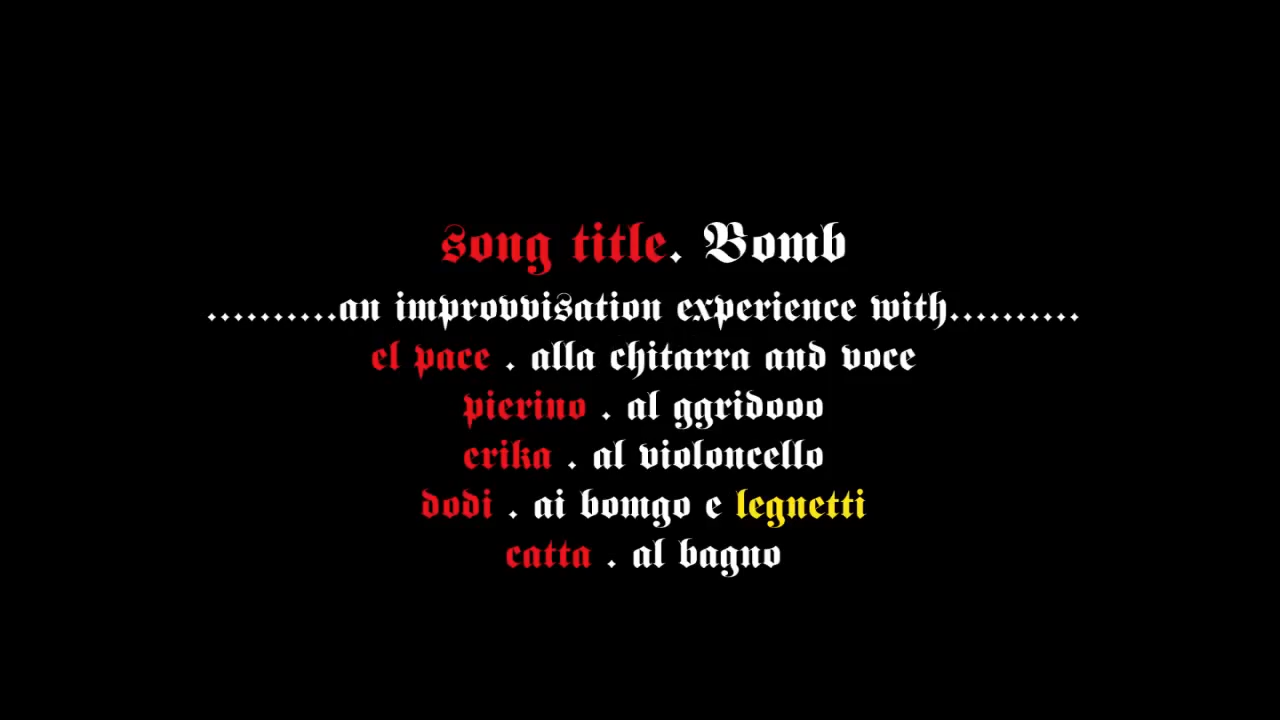 song title. Bomb
..........an improvvisation experience with..........
el pace . alla chitarra and voce
pierino . al ggridooo
erika . al violoncello
dodi . ai bomgo e legnetti
catta . al bagno